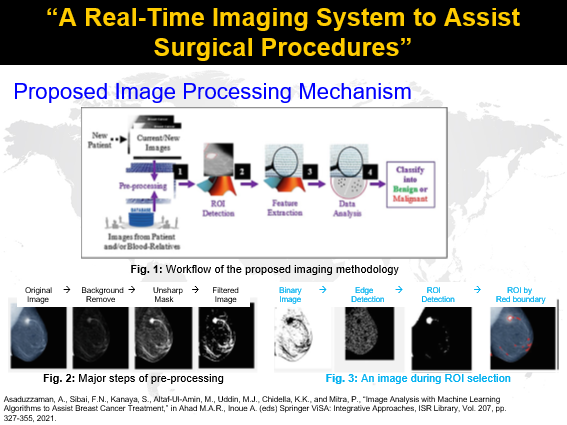 “A Real-Time Imaging System to Assist
Surgical Procedures”
Proposed Image Processing Mechanism
New
Patient
Current/New
Images
Pre-processing
DATABASE
Images from Patient
and/or Blood-Relatives
1
ROI
Detection
2
Feature
Extraction
3
Data
Analysis
4
Classify
into
Benign or
Malignant
Fig. 1: Workflow of the proposed imaging methodology
Original
Image
→
Background
Remove
→
Unsharp
Mask
→
Filtered
Image
Fig. 2: Major steps of pre-processing
Binary
Image
→
Edge
Detection
→
ROI
Detection
→
ROI by
Red boundary
Fig. 3: An image during ROI selection
Asaduzzaman, A., Sibai, F.N., Kanaya, S., Altaf-Ul-Amin, M., Uddin, M.J., Chidella, K.K., and Mitra, P., “Image Analysis with Machine Learning
Algorithms to Assist Breast Cancer Treatment,” in Ahad M.A.R., Inoue A. (eds) Springer ViSA: Integrative Approaches, ISR Library, Vol. 207, pp.
327-355, 2021.